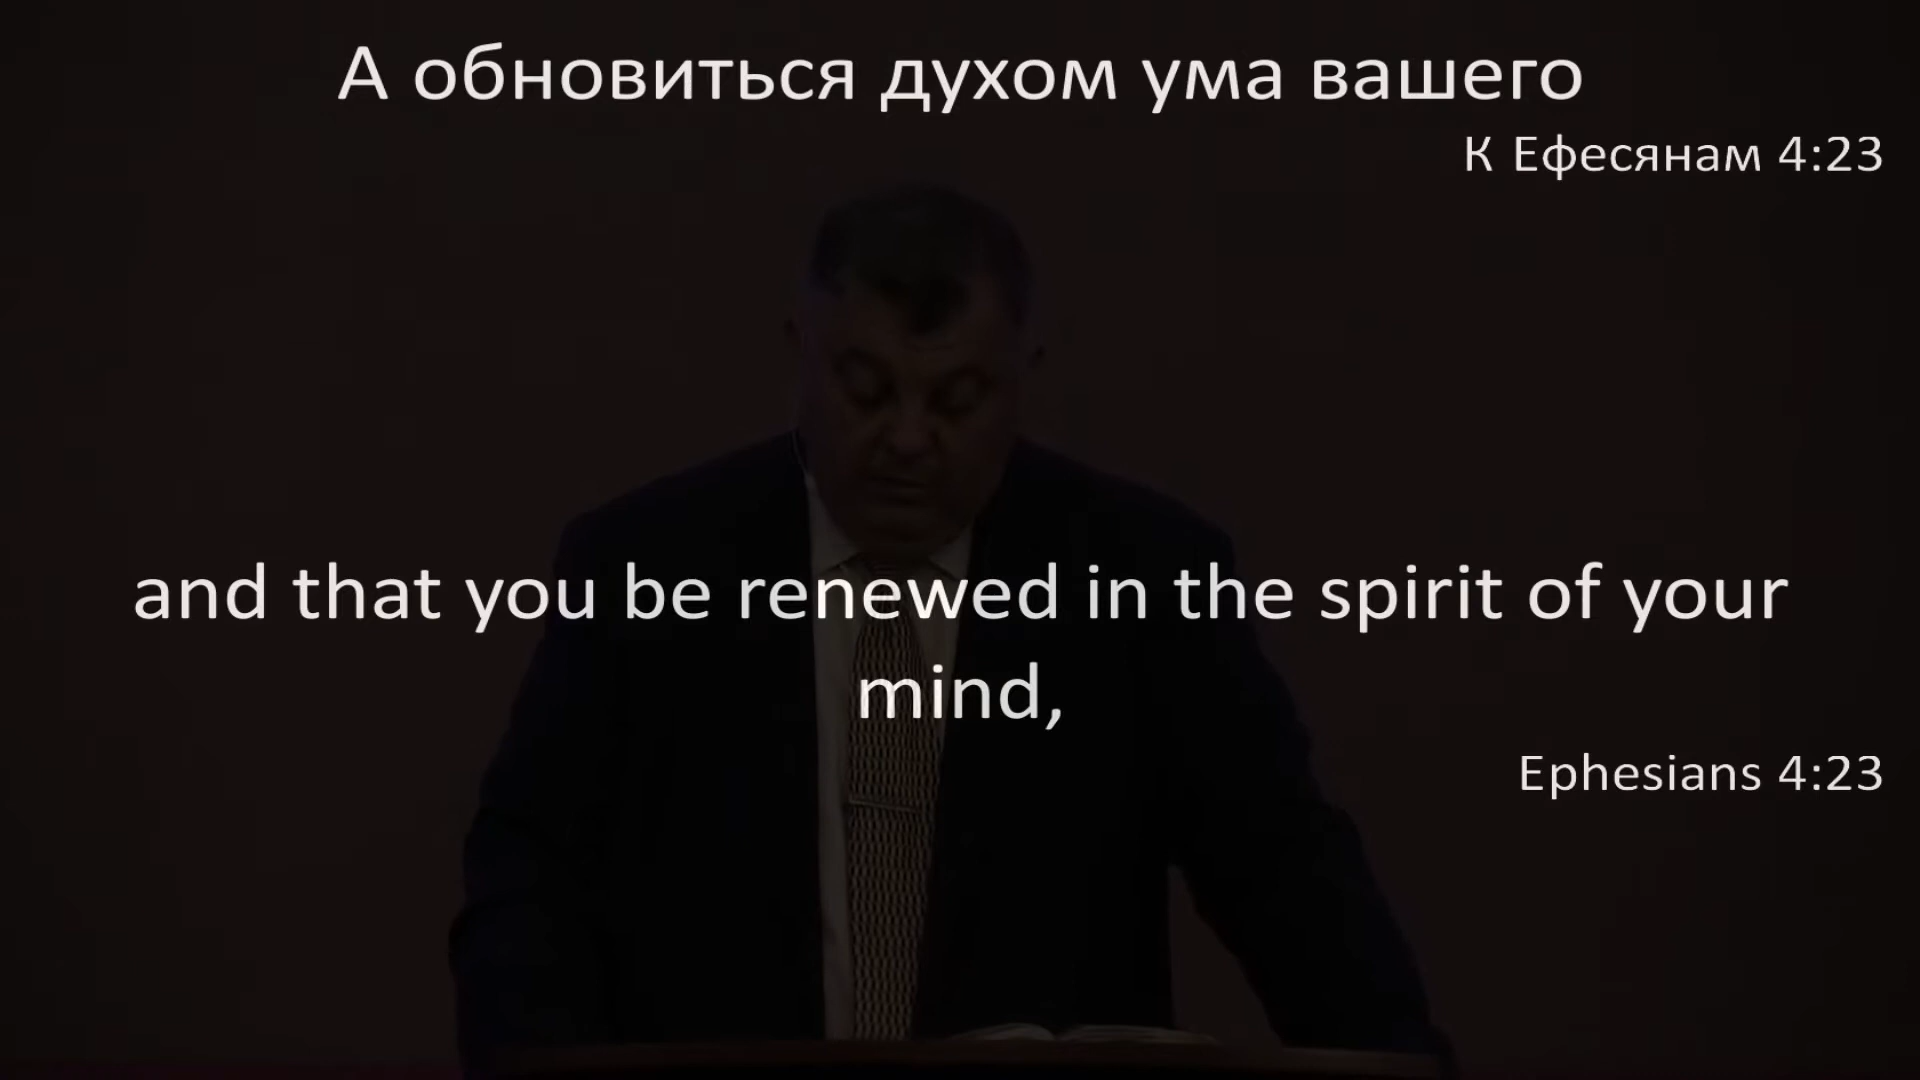 А обновиться духом ума вашего
К Ефесянам 4:23
and that you be renewed in the spirit of your
mind,
Ephesians 4:23